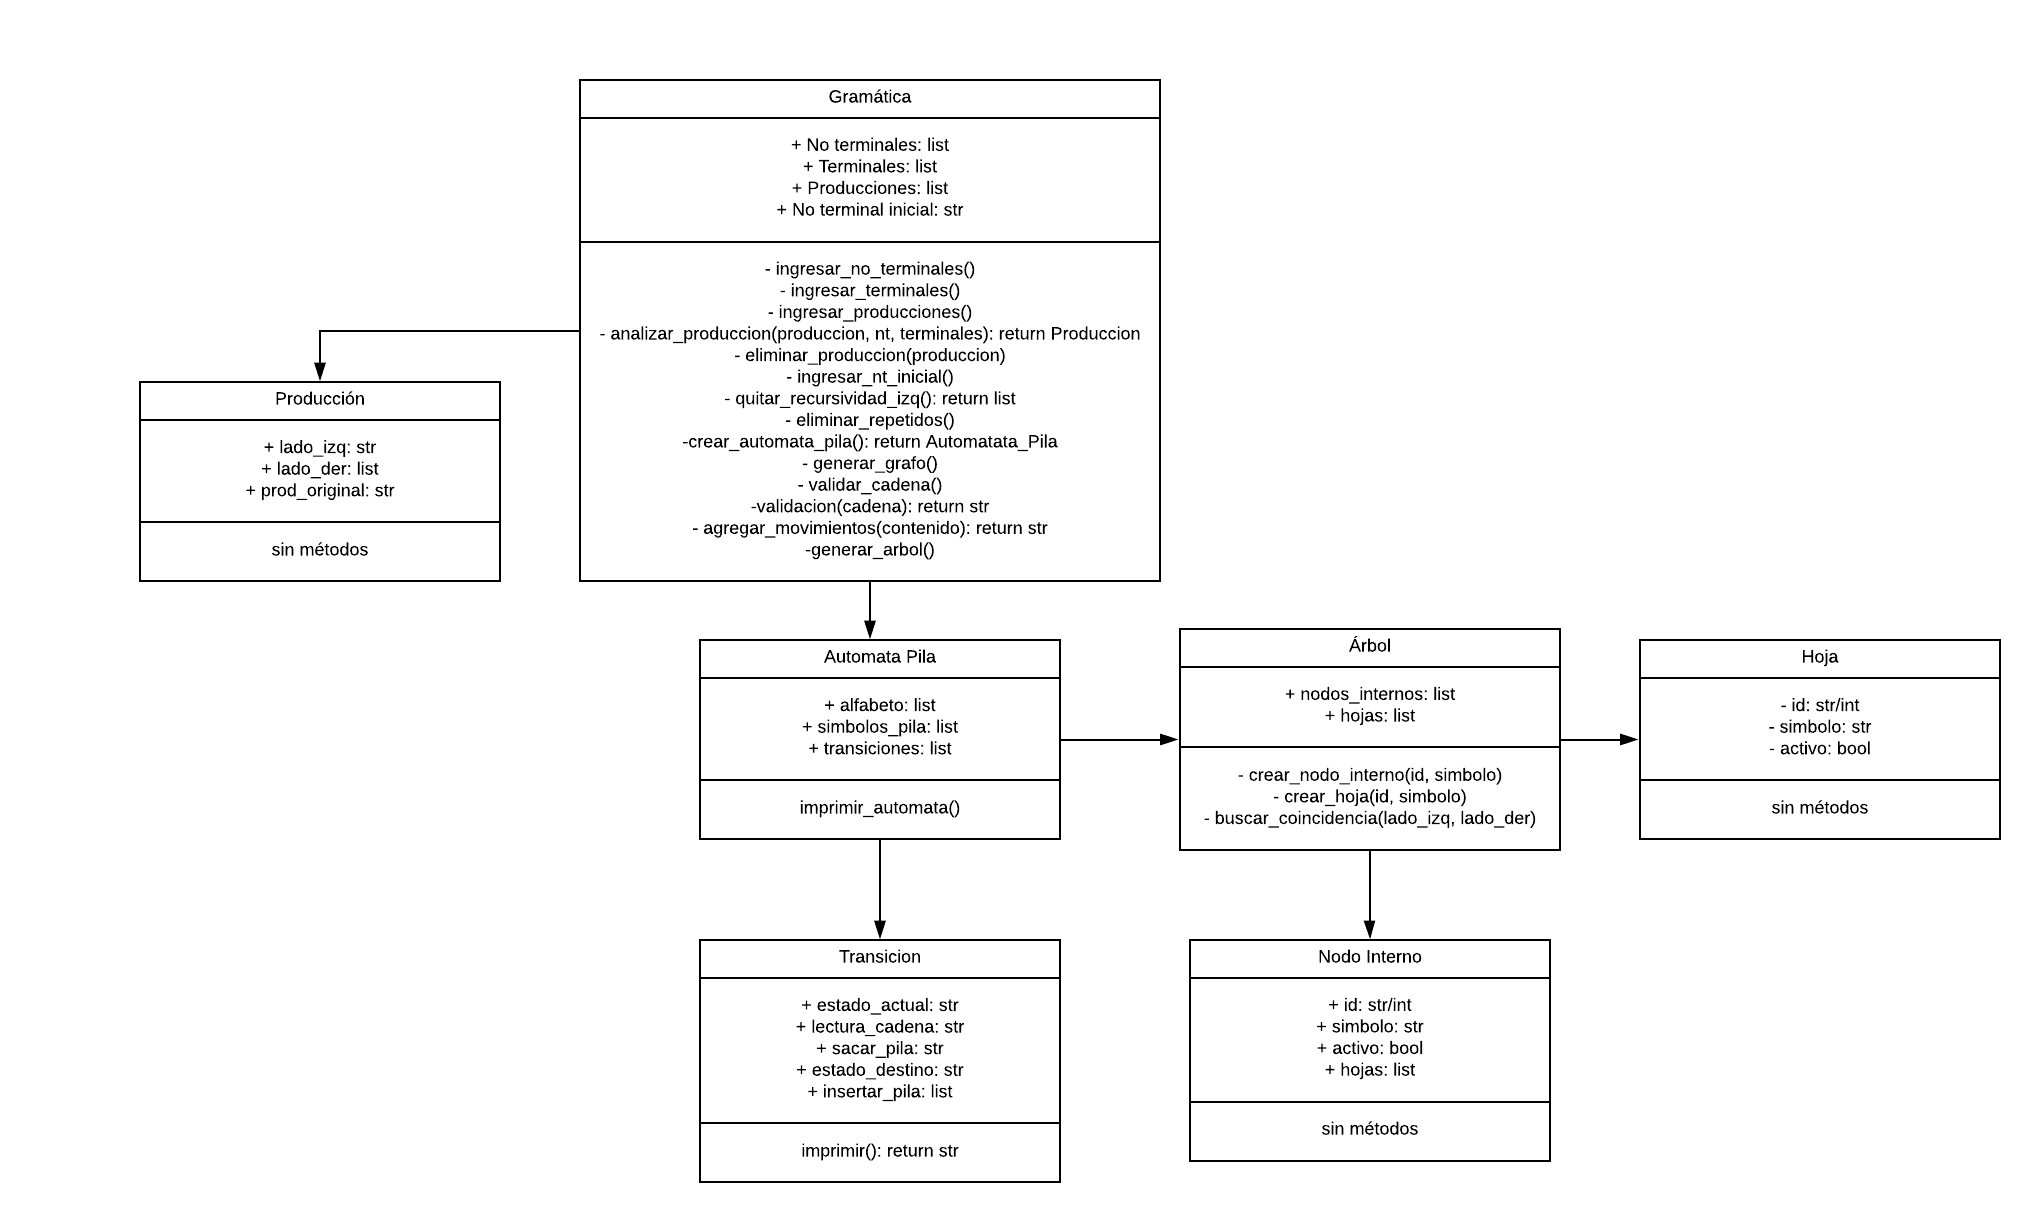 Gramática
+ No terminales: list
+ Terminales: list
+ Producciones: list
+ No terminal inicial: str
- ingresar_no_terminales()
- ingresar_terminales()
- ingresar_producciones()
- analizar_produccion(produccion, nt, terminales): return Produccion
- eliminar_produccion(produccion)
- ingresar_nt_inicial()
- quitar_recursividad_izq(): return list
- eliminar_repetidos()
-crear_automata_pila(): return Automatata_Pila
- generar_grafo()
- validar_cadena()
-validacion(cadena): return str
- agregar_movimientos(contenido): return str
-generar_arbol()
Producción
+ lado_izq: str
+ lado_der: list
+ prod_original: str
sin métodos
Automata Pila
+ alfabeto: list
+ simbolos_pila: list
+ transiciones: list
imprimir_automata()
Árbol
+ nodos_internos: list
+ hojas: list
- crear_nodo_interno(id, simbolo)
- crear_hoja(id, simbolo)
- buscar_coincidencia(lado_izq, lado_der)
Hoja
- id: str/int
- simbolo: str
- activo: bool
sin métodos
Transicion
+ estado_actual: str
+ lectura_cadena: str
+ sacar_pila: str
+ estado_destino: str
+ insertar_pila: list
imprimir(): return str
Nodo Interno
+ id: str/int
+ simbolo: str
+ activo: bool
+ hojas: list
sin métodos